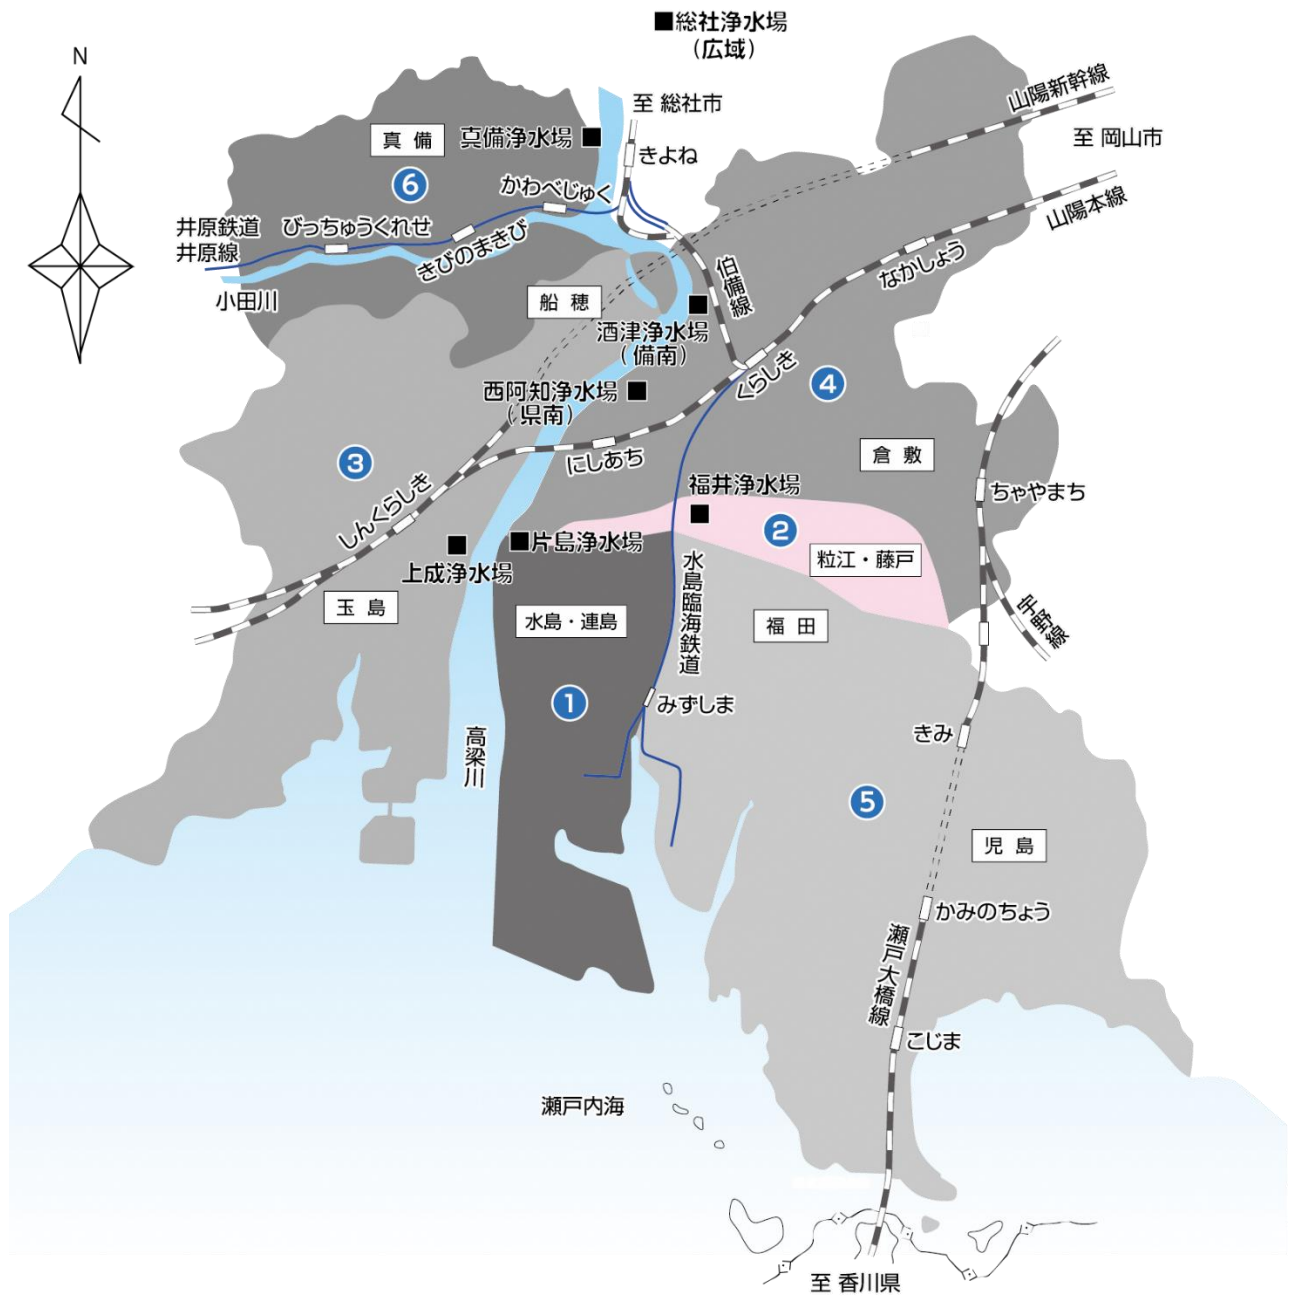 ■総社浄水場
（広域）
N
至 総社市
山陽新幹線
至 岡山市
真備
真備浄水場
きよね
6
かわべじゅく
井原鉄道
井原線
びっちゅうくれせ
きびのまきび
山陽本線
なかしょう
小田川
船穂
伯備線
酒津浄水場
（備南）
くらしき
4
西阿知浄水場
（県南）
3
にしあち
倉敷
しんくらしき
福井浄水場
ちゃやまち
2
片島浄水場
粒江・藤戸
上成浄水場
水島臨海鉄道
玉島
水島・連島
福田
宇野線
1
みずしま
きみ
高梁川
5
児島
かみのちょう
瀬戸大橋線
こじま
瀬戸内海
至 香川県